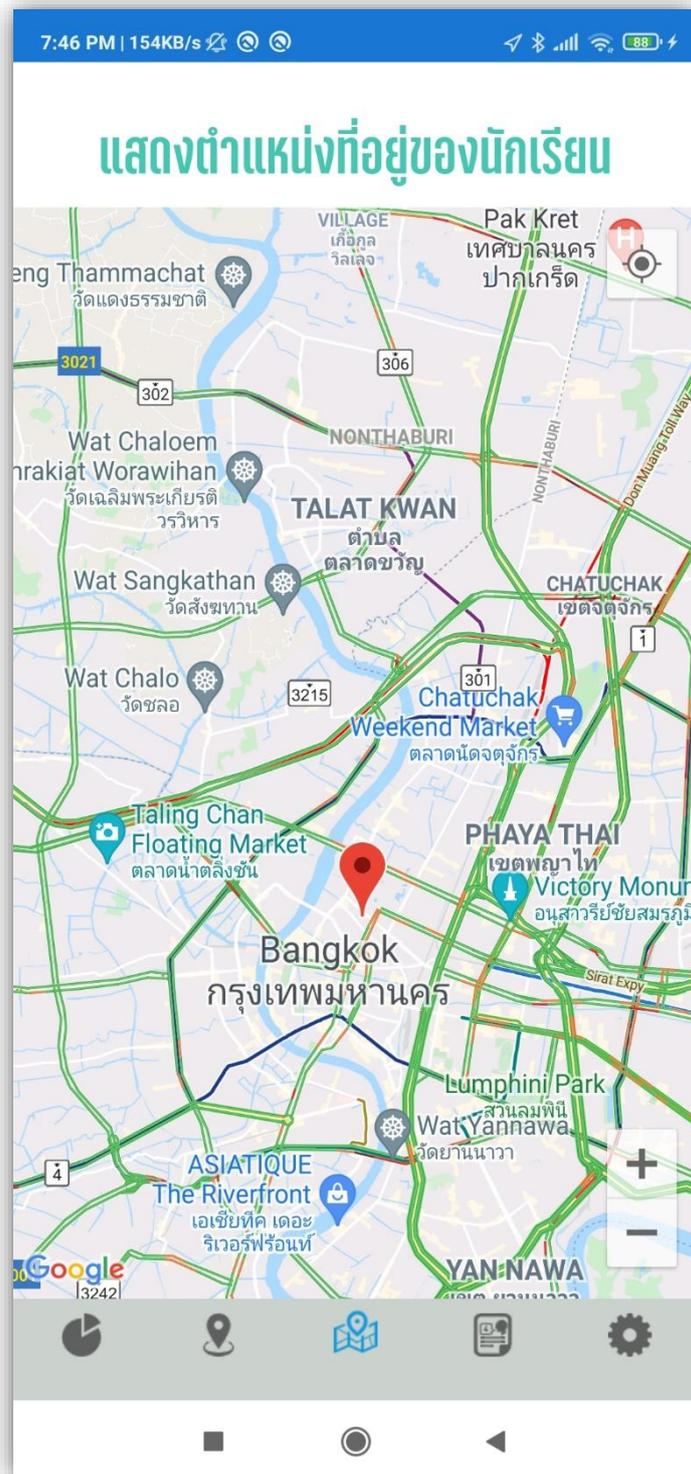 7:46 PM | 154KB/s
88
แสดงตำแหน่งที่อยู่ของนักเรียน
VILLAGE
เกื้อกูล
วิลเลจ
Pak Kret
เทศบาลนคร
ปากเกร็ด
H
eng Thammachat
วัดแดงธรรมชาติ
3021
302
306
Don Muang Toll Way
Wat Chaloem
nrakiat Worawihan
วัดเฉลิมพระเกียรติ
วรวิหาร
NONTHABURI
NONTHABURI
TALAT KWAN
ตำบล
ตลาดขวัญ
Wat Sangkathan
วัดสังฆทาน
CHATUCHAK
เขตจตุจักร
1
Wat Chalo
วัดชลอ
3215
301
Chatuchak
Weekend Market
ตลาดนัดจตุจักร
Taling Chan
Floating Market
ตลาดน้ำตลิ่งชัน
PHAYA THAI
เขตพญาไท
Victory Monum
อนุสาวรีย์ชัยสมรภูมิ
Bangkok
กรุงเทพมหานคร
Sirat Expy
Lumphini Park
สวนลุมพินี
Wat Yannawa
วัดยานนาวา
4
ASIATIQUE
The Riverfront
เอเชียทีค เดอะ
ริเวอร์ฟร้อนท์
+
−
Google
3242
YAN NAWA
เขต ยานนาวา